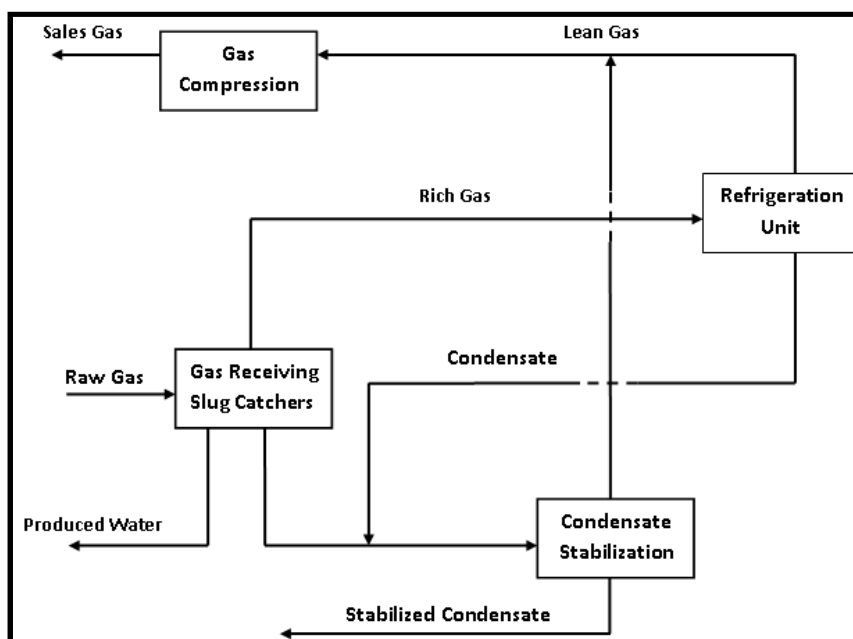 Sales Gas
Gas
Compression
Lean Gas
Rich Gas
Refrigeration
Unit
Raw Gas
Gas Receiving
Slug Catchers
Condensate
Produced Water
Condensate
Stabilization
Stabilized Condensate